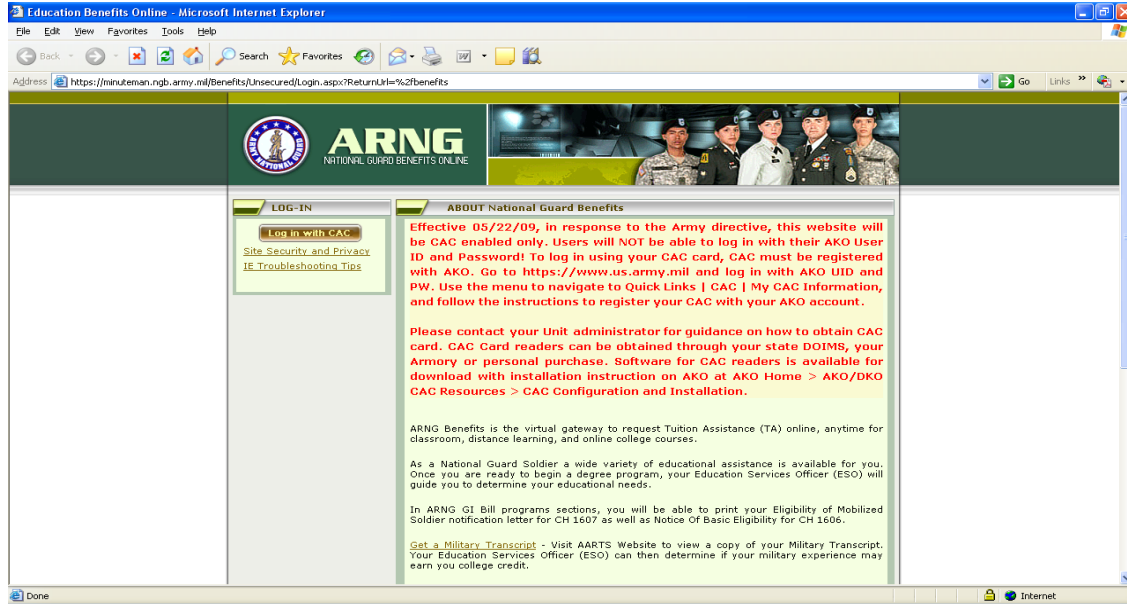 Education Benefits Online - Microsoft Internet Explorer
File Edit View Favorites Tools Help
Back Search Favorites
Address https://minuteman.ngb.army.mil/Benefits/Unsecured/Login.aspx?ReturnUrl=%2fbenefits Go Links
ARNG
NATIONAL GUARD BENEFITS ONLINE
LOG-IN
Log in with CAC
Site Security and Privacy
IE Troubleshooting Tips
ABOUT National Guard Benefits
Effective 05/22/09, in response to the Army directive, this website will
be CAC enabled only. Users will NOT be able to log in with their AKO User
ID and Password! To log in using your CAC card, CAC must be registered
with AKO. Go to https://www.us.army.mil and log in with AKO UID and
PW. Use the menu to navigate to Quick Links | CAC | My CAC Information,
and follow the instructions to register your CAC with your AKO account.
Please contact your Unit administrator for guidance on how to obtain CAC
card. CAC Card readers can be obtained through your state DOIMS, your
Armory or personal purchase. Software for CAC readers is available for
download with installation instruction on AKO at AKO Home > AKO/DKO
CAC Resources > CAC Configuration and Installation.
ARNG Benefits is the virtual gateway to request Tuition Assistance (TA) online, anytime for
classroom, distance learning, and online college courses.
As a National Guard Soldier a wide variety of educational assistance is available for you.
Once you are ready to begin a degree program, your Education Services Officer (ESO) will
guide you to determine your educational needs.
In ARNG GI Bill programs sections, you will be able to print your Eligibility of Mobilized
Soldier notification letter for CH 1607 as well as Notice Of Basic Eligibility for CH 1606.
Get a Military Transcript - Visit AARTS Website to view a copy of your Military Transcript.
Your Education Services Officer (ESO) can then determine if your military experience may
earn you college credit.
Done Internet